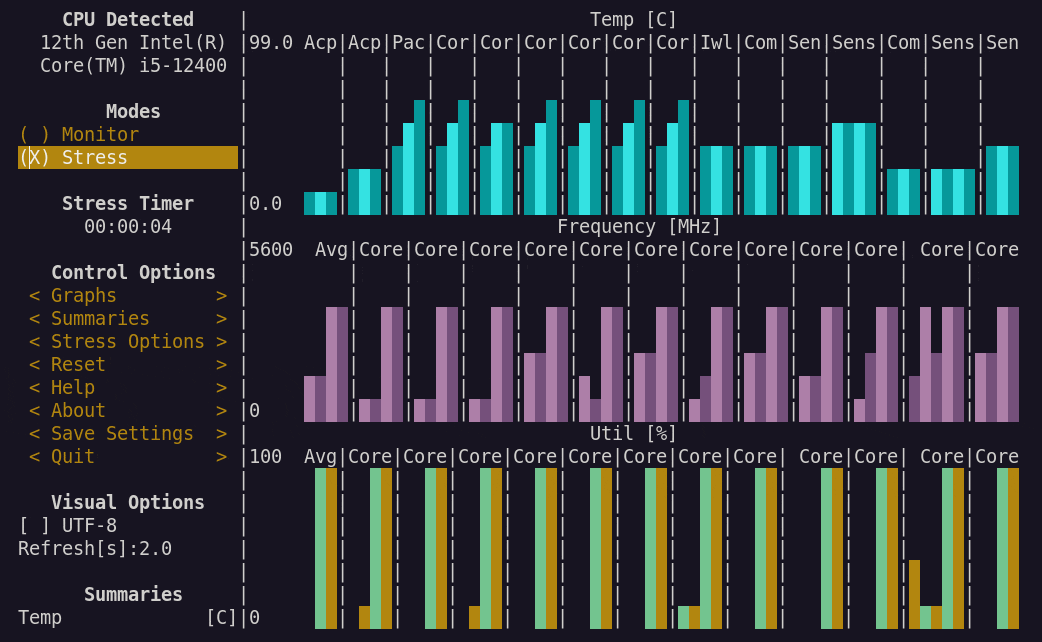 CPU Detected
12th Gen Intel(R)
Core(TM) i5-12400
Modes
( ) Monitor
(X) Stress
Stress Timer
00:00:04
Control Options
< Graphs >
< Summaries >
< Stress Options >
< Reset >
< Help >
< About >
< Save Settings >
< Quit >
Visual Options
[ ] UTF-8
Refresh[s]:2.0
Summaries
Temp [C]
Temp [C]
99.0 Acp|Acp|Pac|Cor|Cor|Cor|Cor|Cor|Cor|Iwl|Com|Sen|Sens|Com|Sens|Sen
0.0
Frequency [MHz]
5600 Avg|Core|Core|Core|Core|Core|Core|Core|Core|Core|Core| Core|Core
0
Util [%]
100 Avg|Core|Core|Core|Core|Core|Core|Core|Core| Core|Core| Core|Core
0